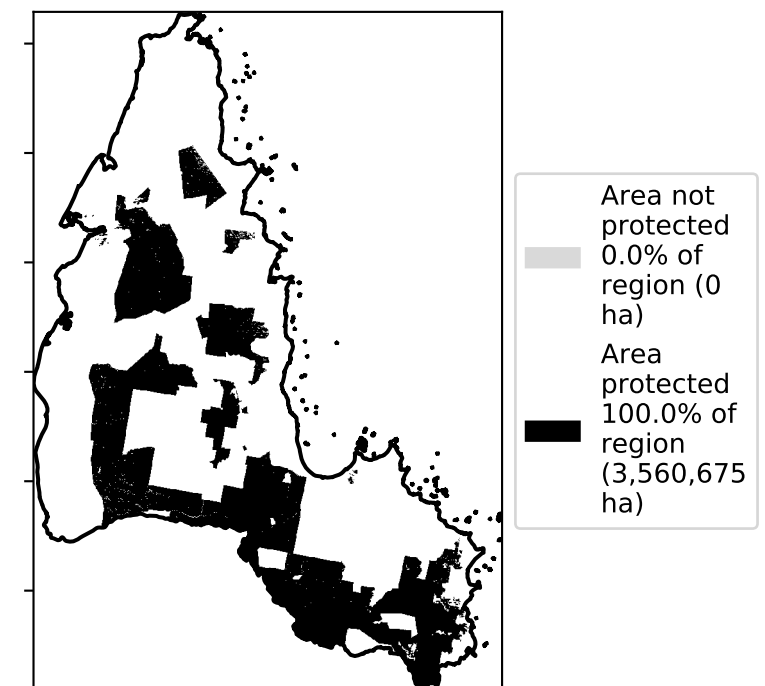 Area not
protected
0.0% of
region (0
ha)
Area
protected
100.0% of
region
(3,560,675
ha)